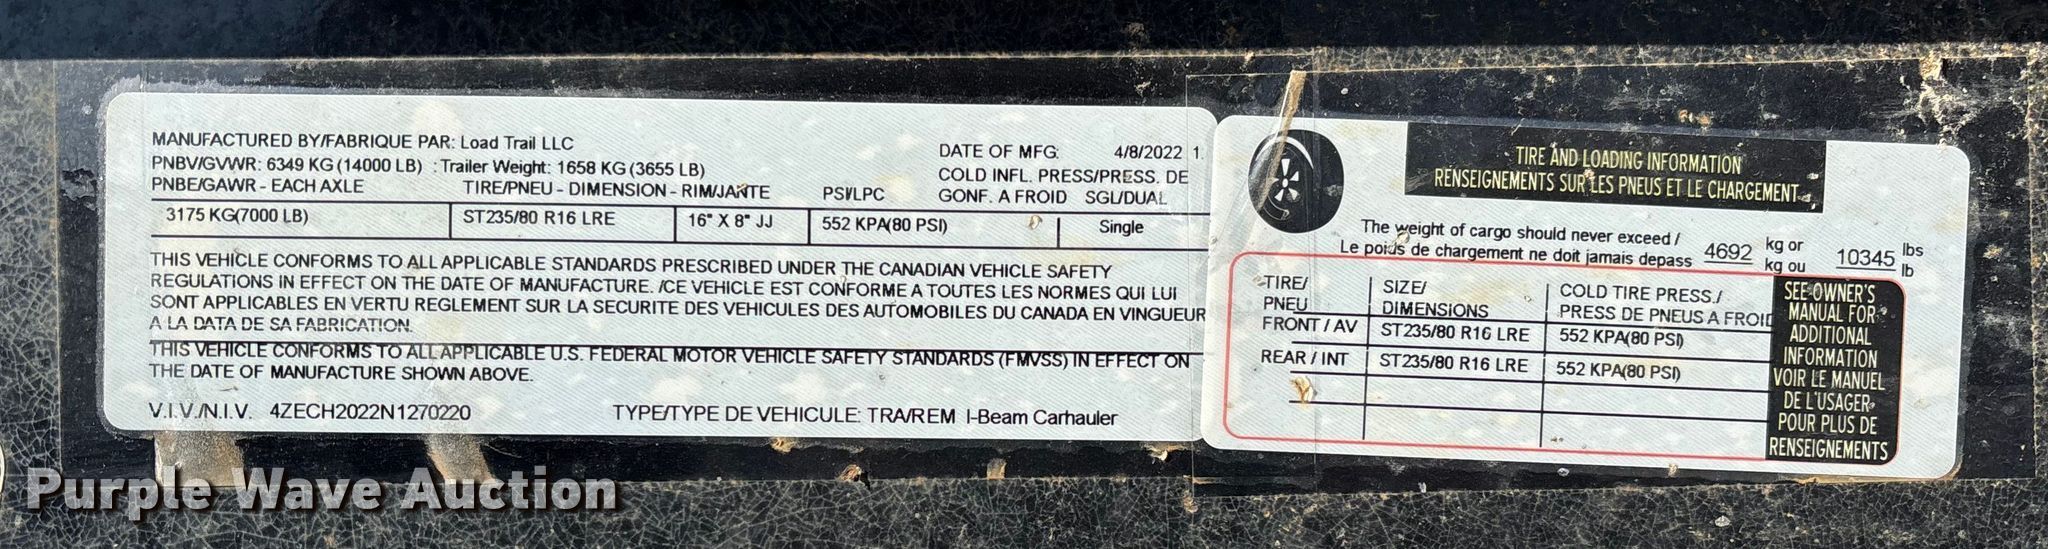 MANUFACTURED BY/FABRIQUE PAR: Load Trail LLC
PNBV/GVWR: 6349 KG (14000 LB) : Trailer Weight: 1658 KG (3655 LB)
DATE OF MFG: 4/8/2022 1:
PNBE/GAWR - EACH AXLE TIRE/PNEU - DIMENSION - RIM/JANTE PSI/LPC
COLD INFL. PRESS/PRESS. DE
GONF. A FROID SGL/DUAL
3175 KG(7000 LB) ST235/80 R16 LRE 16" X 8" JJ 552 KPA(80 PSI) Single
THIS VEHICLE CONFORMS TO ALL APPLICABLE STANDARDS PRESCRIBED UNDER THE CANADIAN VEHICLE SAFETY
REGULATIONS IN EFFECT ON THE DATE OF MANUFACTURE. /CE VEHICLE EST CONFORME A TOUTES LES NORMES QUI LUI
SONT APPLICABLES EN VERTU REGLEMENT SUR LA SECURITE DES VEHICULES DES AUTOMOBILES DU CANADA EN VINGUEUR
A LA DATA DE SA FABRICATION.
THIS VEHICLE CONFORMS TO ALL APPLICABLE U.S. FEDERAL MOTOR VEHICLE SAFETY STANDARDS (FMVSS) IN EFFECT ON
THE DATE OF MANUFACTURE SHOWN ABOVE.
V.I.V./N.I.V. 4ZECH2022N1270220 TYPE/TYPE DE VEHICULE: TRA/REM I-Beam Carhauler
TIRE AND LOADING INFORMATION
RENSEIGNEMENTS SUR LES PNEUS ET LE CHARGEMENT
The weight of cargo should never exceed / 4692 kg or 10345 lbs
Le poids de chargement ne doit jamais depass kg ou lb
TIRE/ SIZE/ COLD TIRE PRESS./
PNEU DIMENSIONS PRESS DE PNEUS A FROID
FRONT / AV ST235/80 R16 LRE 552 KPA(80 PSI)
REAR / INT ST235/80 R16 LRE 552 KPA(80 PSI)
SEE OWNER'S
MANUAL FOR
ADDITIONAL
INFORMATION
VOIR LE MANUEL
DE L'USAGER
POUR PLUS DE
RENSEIGNEMENTS
Purple Wave Auction